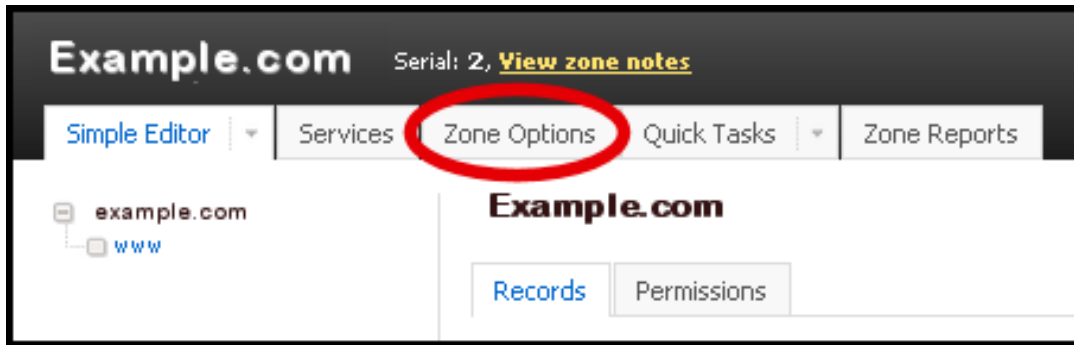 Example.com Serial: 2, View zone notes
Simple Editor Services Zone Options Quick Tasks Zone Reports
example.com
www
Example.com
Records Permissions